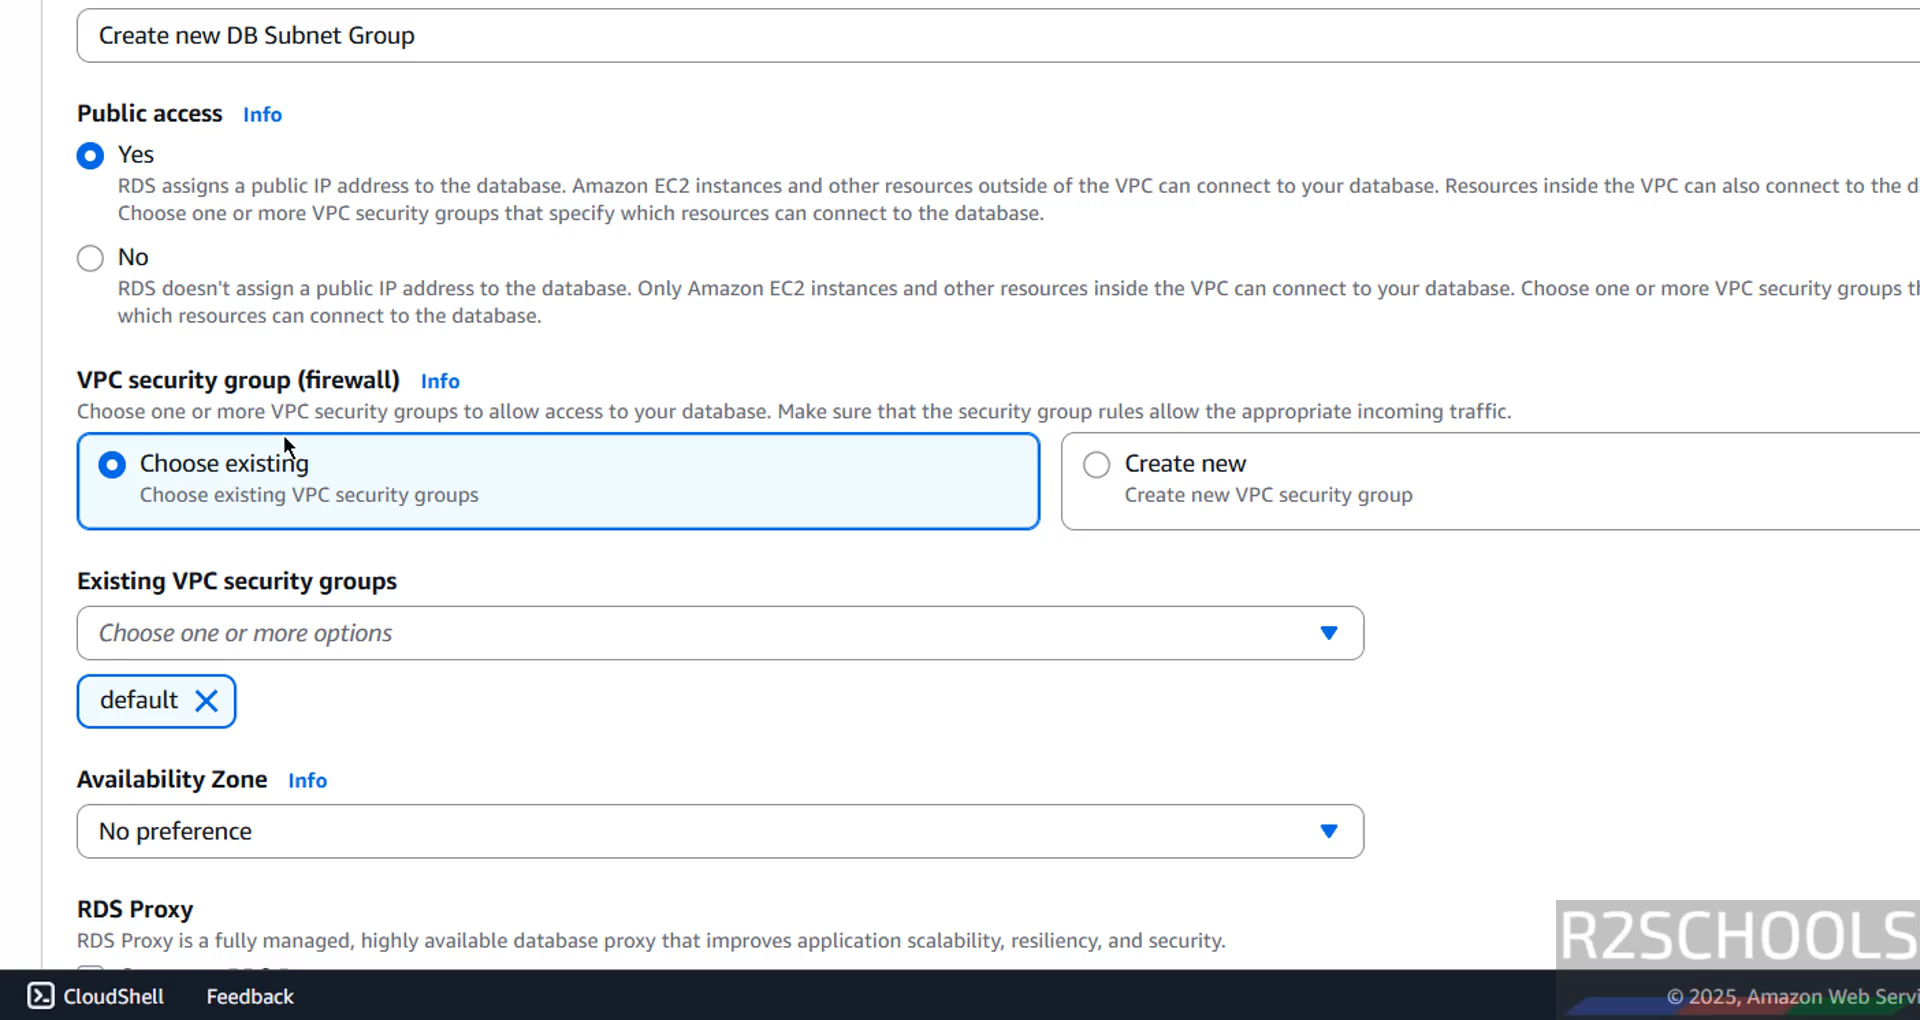 Create new DB Subnet Group
Public access Info
Yes
RDS assigns a public IP address to the database. Amazon EC2 instances and other resources outside of the VPC can connect to your database. Resources inside the VPC can also connect to the
Choose one or more VPC security groups that specify which resources can connect to the database.
No
RDS doesn't assign a public IP address to the database. Only Amazon EC2 instances and other resources inside the VPC can connect to your database. Choose one or more VPC security groups
which resources can connect to the database.
VPC security group (firewall) Info
Choose one or more VPC security groups to allow access to your database. Make sure that the security group rules allow the appropriate incoming traffic.
Choose existing
Choose existing VPC security groups
Create new
Create new VPC security group
Existing VPC security groups
Choose one or more options
default
Availability Zone Info
No preference
RDS Proxy
RDS Proxy is a fully managed, highly available database proxy that improves application scalability, resiliency, and security.
R2SCHOOLS
CloudShell Feedback
© 2025, Amazon Web